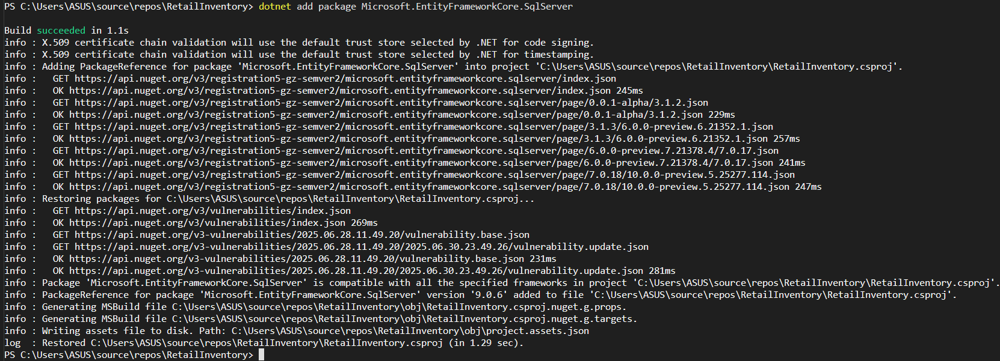 PS C:\Users\ASUS\source\repos\RetailInventory> dotnet add package Microsoft.EntityFrameworkCore.SqlServer
Build succeeded in 1.1s
info : X.509 certificate chain validation will use the default trust store selected by .NET for code signing.
info : X.509 certificate chain validation will use the default trust store selected by .NET for timestamping.
info : Adding PackageReference for package 'Microsoft.EntityFrameworkCore.SqlServer' into project 'C:\Users\ASUS\source\repos\RetailInventory\RetailInventory.csproj'.
info :   GET https://api.nuget.org/v3/registration5-gz-semver2/microsoft.entityframeworkcore.sqlserver/index.json
info :   OK https://api.nuget.org/v3/registration5-gz-semver2/microsoft.entityframeworkcore.sqlserver/index.json 245ms
info :   GET https://api.nuget.org/v3/registration5-gz-semver2/microsoft.entityframeworkcore.sqlserver/page/0.0.1-alpha/3.1.2.json
info :   OK https://api.nuget.org/v3/registration5-gz-semver2/microsoft.entityframeworkcore.sqlserver/page/0.0.1-alpha/3.1.2.json 229ms
info :   GET https://api.nuget.org/v3/registration5-gz-semver2/microsoft.entityframeworkcore.sqlserver/page/3.1.3/6.0.0-preview.6.21352.1.json
info :   OK https://api.nuget.org/v3/registration5-gz-semver2/microsoft.entityframeworkcore.sqlserver/page/3.1.3/6.0.0-preview.6.21352.1.json 257ms
info :   GET https://api.nuget.org/v3/registration5-gz-semver2/microsoft.entityframeworkcore.sqlserver/page/6.0.0-preview.7.21378.4/7.0.17.json
info :   OK https://api.nuget.org/v3/registration5-gz-semver2/microsoft.entityframeworkcore.sqlserver/page/6.0.0-preview.7.21378.4/7.0.17.json 241ms
info :   GET https://api.nuget.org/v3/registration5-gz-semver2/microsoft.entityframeworkcore.sqlserver/page/7.0.18/10.0.0-preview.5.25277.114.json
info :   OK https://api.nuget.org/v3/registration5-gz-semver2/microsoft.entityframeworkcore.sqlserver/page/7.0.18/10.0.0-preview.5.25277.114.json 247ms
info : Restoring packages for C:\Users\ASUS\source\repos\RetailInventory\RetailInventory.csproj...
info :   GET https://api.nuget.org/v3/vulnerabilities/index.json
info :   OK https://api.nuget.org/v3/vulnerabilities/index.json 269ms
info :   GET https://api.nuget.org/v3-vulnerabilities/2025.06.28.11.49.20/vulnerability.base.json
info :   GET https://api.nuget.org/v3-vulnerabilities/2025.06.28.11.49.20/2025.06.30.23.49.26/vulnerability.update.json
info :   OK https://api.nuget.org/v3-vulnerabilities/2025.06.28.11.49.20/vulnerability.base.json 231ms
info :   OK https://api.nuget.org/v3-vulnerabilities/2025.06.28.11.49.20/2025.06.30.23.49.26/vulnerability.update.json 281ms
info : Package 'Microsoft.EntityFrameworkCore.SqlServer' is compatible with all the specified frameworks in project 'C:\Users\ASUS\source\repos\RetailInventory\RetailInventory.csproj'.
info : PackageReference for package 'Microsoft.EntityFrameworkCore.SqlServer' version '9.0.6' added to file 'C:\Users\ASUS\source\repos\RetailInventory\RetailInventory.csproj'.
info : Generating MSBuild file C:\Users\ASUS\source\repos\RetailInventory\obj\RetailInventory.csproj.nuget.g.props.
info : Generating MSBuild file C:\Users\ASUS\source\repos\RetailInventory\obj\RetailInventory.csproj.nuget.g.targets.
info : Writing assets file to disk. Path: C:\Users\ASUS\source\repos\RetailInventory\obj\project.assets.json
log  : Restored C:\Users\ASUS\source\repos\RetailInventory\RetailInventory.csproj (in 1.29 sec).
PS C:\Users\ASUS\source\repos\RetailInventory>